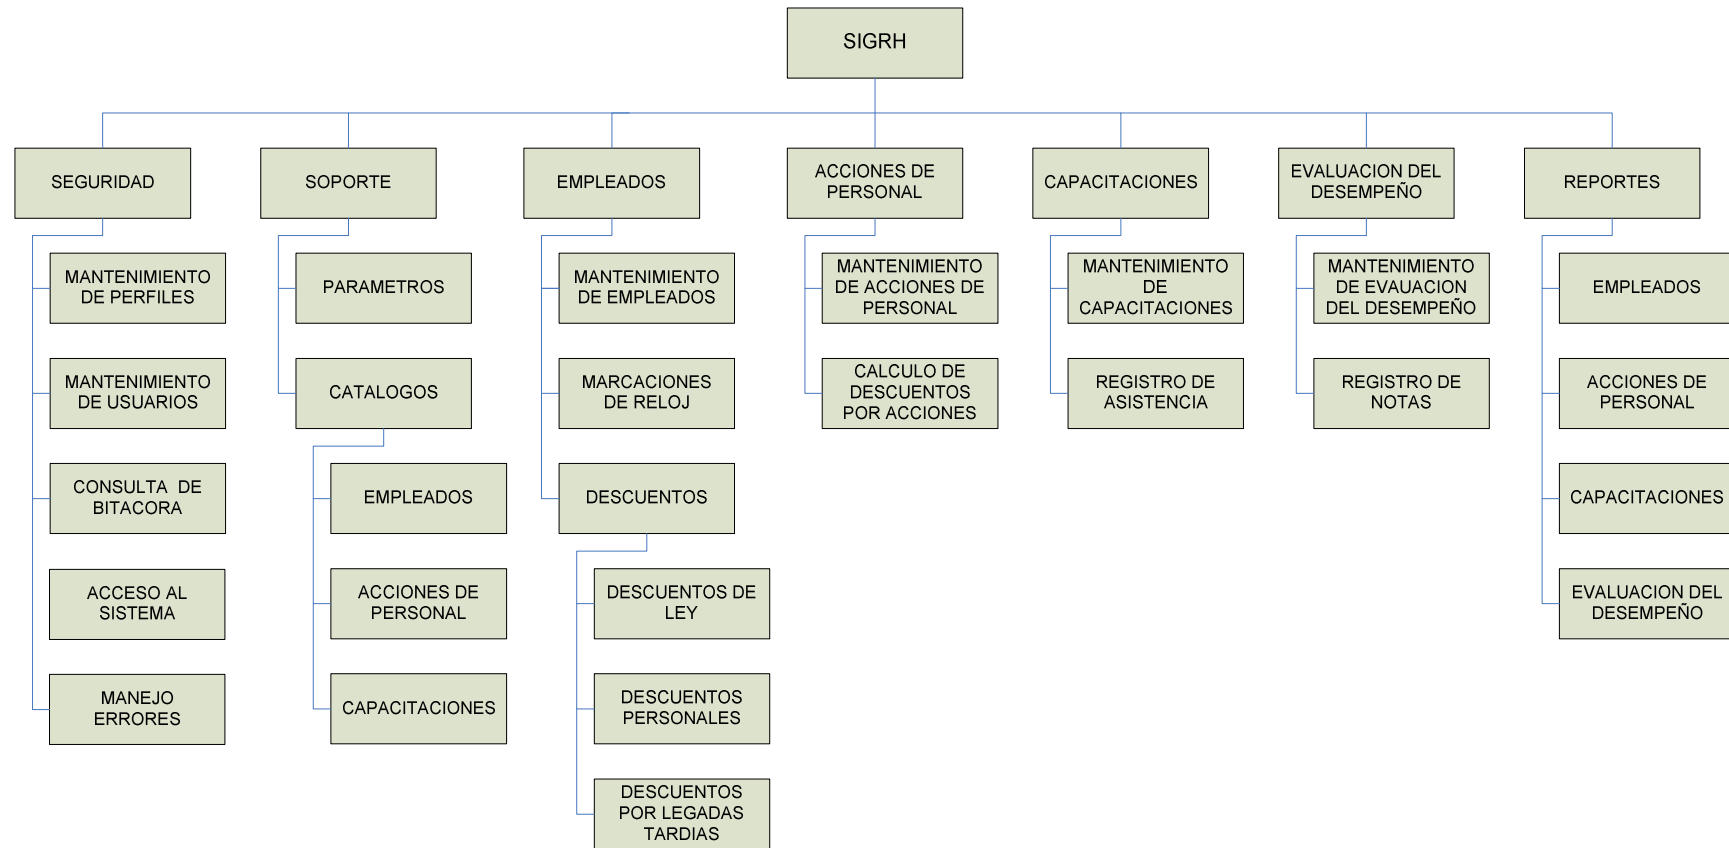 SIGRH
SEGURIDAD
SOPORTE
EMPLEADOS
ACCIONES DE
PERSONAL
CAPACITACIONES
EVALUACION DEL
DESEMPEÑO
REPORTES
MANTENIMIENTO
DE PERFILES
MANTENIMIENTO
DE USUARIOS
CONSULTA  DE
BITACORA
ACCESO AL
SISTEMA
MANEJO
ERRORES
PARAMETROS
CATALOGOS
EMPLEADOS
ACCIONES DE
PERSONAL
CAPACITACIONES
MANTENIMIENTO
DE EMPLEADOS
MARCACIONES
DE RELOJ
DESCUENTOS
DESCUENTOS DE
LEY
DESCUENTOS
PERSONALES
DESCUENTOS
POR LEGADAS
TARDIAS
MANTENIMIENTO
DE ACCIONES DE
PERSONAL
CALCULO DE
DESCUENTOS
POR ACCIONES
MANTENIMIENTO
DE
CAPACITACIONES
REGISTRO DE
ASISTENCIA
MANTENIMIENTO
DE EVAUACION
DEL DESEMPEÑO
REGISTRO DE
NOTAS
EMPLEADOS
ACCIONES DE
PERSONAL
CAPACITACIONES
EVALUACION DEL
DESEMPEÑO